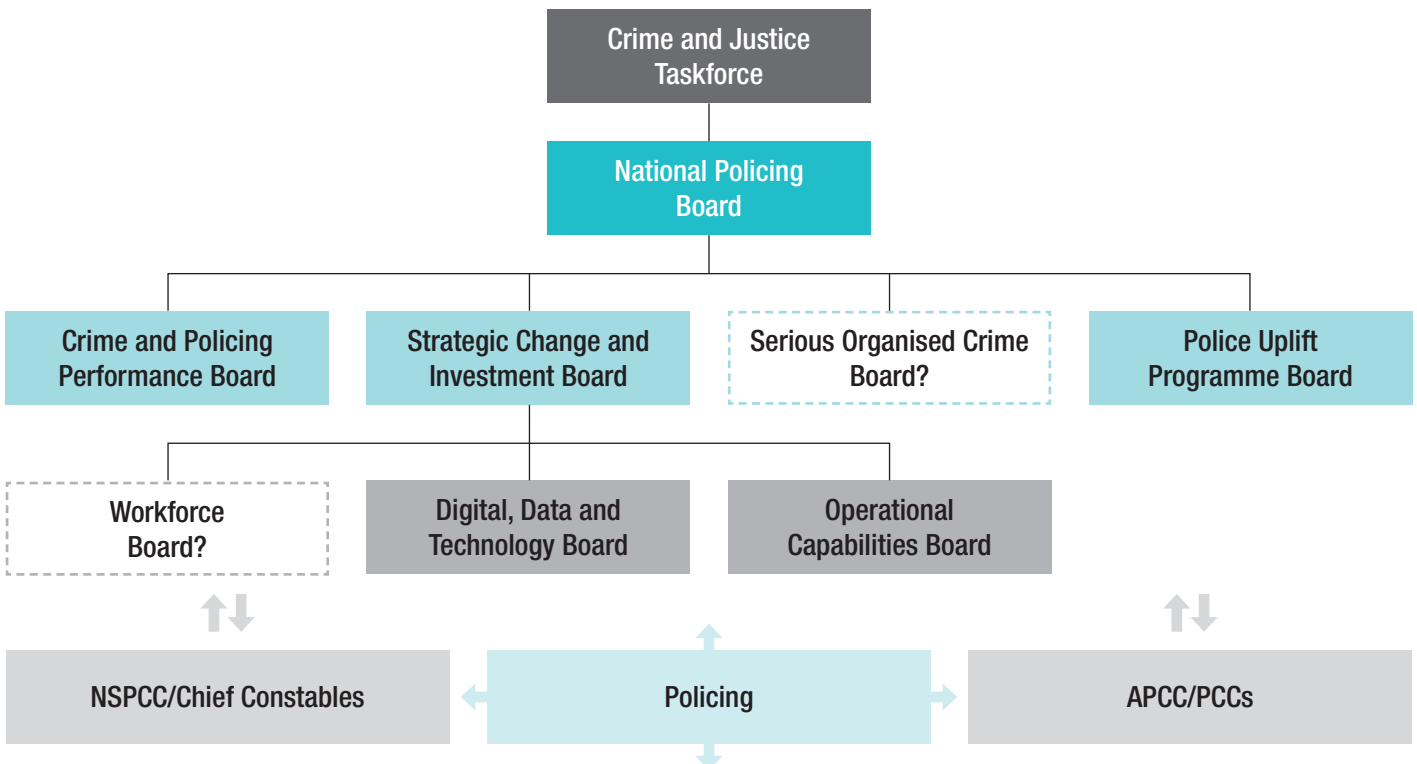 Crime and Justice
Taskforce
National Policing
Board
Crime and Policing
Performance Board
Strategic Change and
Investment Board
Serious Organised Crime
Board?
Police Uplift
Programme Board
Workforce
Board?
Digital, Data and
Technology Board
Operational
Capabilities Board
NSPCC/Chief Constables
Policing
APCC/PCCs